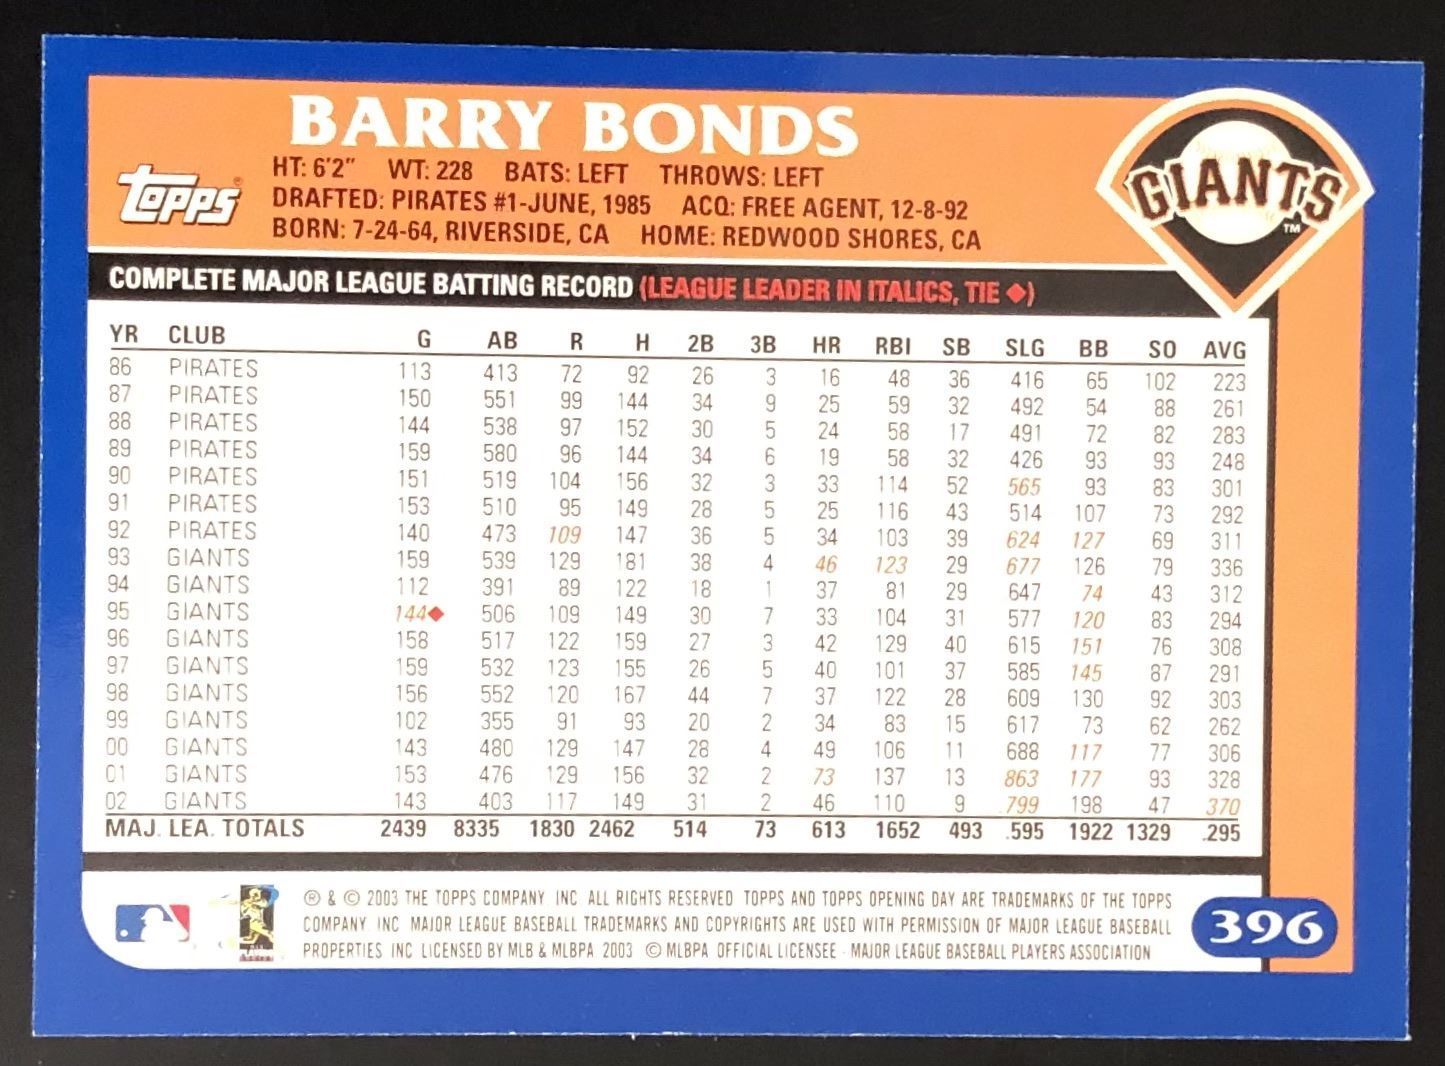 BARRY BONDS
topps®
HT: 6'2" WT: 228 BATS: LEFT THROWS: LEFT
DRAFTED: PIRATES #1-JUNE, 1985 ACQ: FREE AGENT, 12-8-92
BORN: 7-24-64, RIVERSIDE, CA HOME: REDWOOD SHORES, CA
GIANTS™
COMPLETE MAJOR LEAGUE BATTING RECORD (LEAGUE LEADER IN ITALICS, TIE ◆)
YR CLUB G AB R H 2B 3B HR RBI SB SLG BB SO AVG
86 PIRATES 113 413 72 92 26 3 16 48 36 416 65 102 223
87 PIRATES 150 551 99 144 34 9 25 59 32 492 54 88 261
88 PIRATES 144 538 97 152 30 5 24 58 17 491 72 82 283
89 PIRATES 159 580 96 144 34 6 19 58 32 426 93 93 248
90 PIRATES 151 519 104 156 32 3 33 114 52 565 93 83 301
91 PIRATES 153 510 95 149 28 5 25 116 43 514 107 73 292
92 PIRATES 140 473 109 147 36 5 34 103 39 624 127 69 311
93 GIANTS 159 539 129 181 38 4 46 123 29 677 126 79 336
94 GIANTS 112 391 89 122 18 1 37 81 29 647 74 43 312
95 GIANTS 144◆ 506 109 149 30 7 33 104 31 577 120 83 294
96 GIANTS 158 517 122 159 27 3 42 129 40 615 151 76 308
97 GIANTS 159 532 123 155 26 5 40 101 37 585 145 87 291
98 GIANTS 156 552 120 167 44 7 37 122 28 609 130 92 303
99 GIANTS 102 355 91 93 20 2 34 83 15 617 73 62 262
00 GIANTS 143 480 129 147 28 4 49 106 11 688 117 77 306
01 GIANTS 153 476 129 156 32 2 73 137 13 863 177 93 328
02 GIANTS 143 403 117 149 31 2 46 110 9 .799 198 47 370
MAJ. LEA. TOTALS 2439 8335 1830 2462 514 73 613 1652 493 .595 1922 1329 .295
® & © 2003 THE TOPPS COMPANY, INC ALL RIGHTS RESERVED TOPPS AND TOPPS OPENING DAY ARE TRADEMARKS OF THE TOPPS
COMPANY, INC MAJOR LEAGUE BASEBALL TRADEMARKS AND COPYRIGHTS ARE USED WITH PERMISSION OF MAJOR LEAGUE BASEBALL
PROPERTIES, INC LICENSED BY MLB & MLBPA 2003 © MLBPA OFFICIAL LICENSEE - MAJOR LEAGUE BASEBALL PLAYERS ASSOCIATION
396